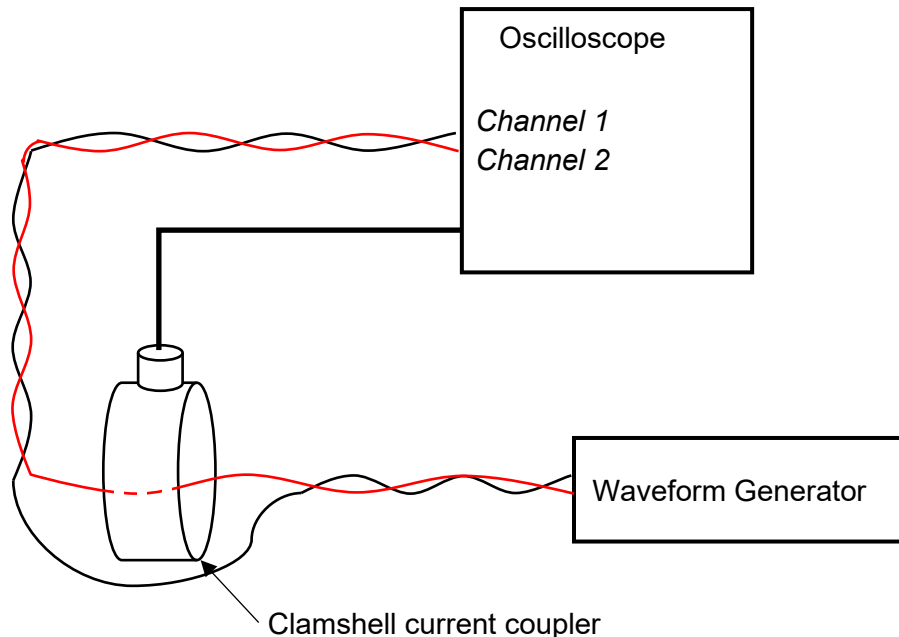 Oscilloscope
Channel 1
Channel 2
Waveform Generator
Clamshell current coupler